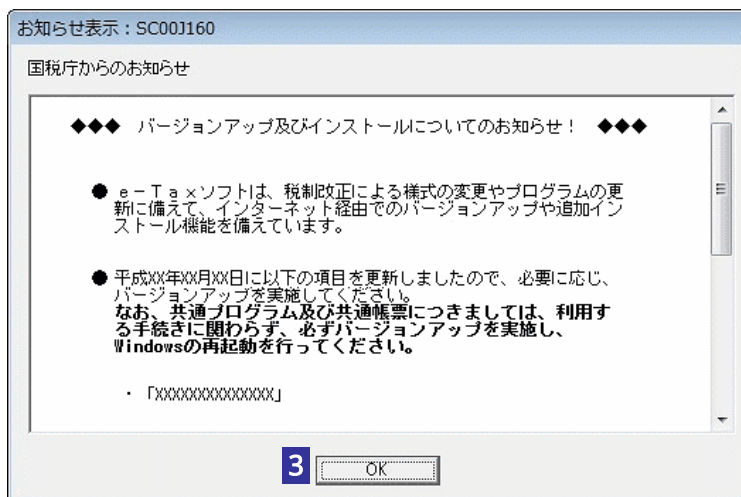 お知らせ表示：SC00J160
国税庁からのお知らせ
◆◆◆ バージョンアップ及びインストールについてのお知らせ！ ◆◆◆
● ｅ－Ｔａｘソフトは、税制改正による様式の変更やプログラムの更
新に備えて、インターネット経由でのバージョンアップや追加イン
ストール機能を備えています。
● 平成XX年XX月XX日に以下の項目を更新しましたので、必要に応じ、
バージョンアップを実施してください。
なお、共通プログラム及び共通帳票につきましては、利用す
る手続きに関わらず、必ずバージョンアップを実施し、
Windowsの再起動を行ってください。
・「XXXXXXXXXXXXXX」
3 OK